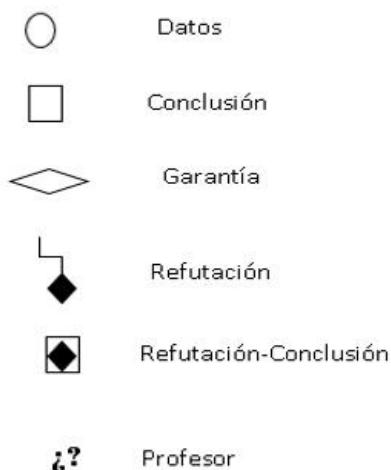 Datos
Conclusión
Garantía
Refutación
Refutación-Conclusión
¿? Profesor